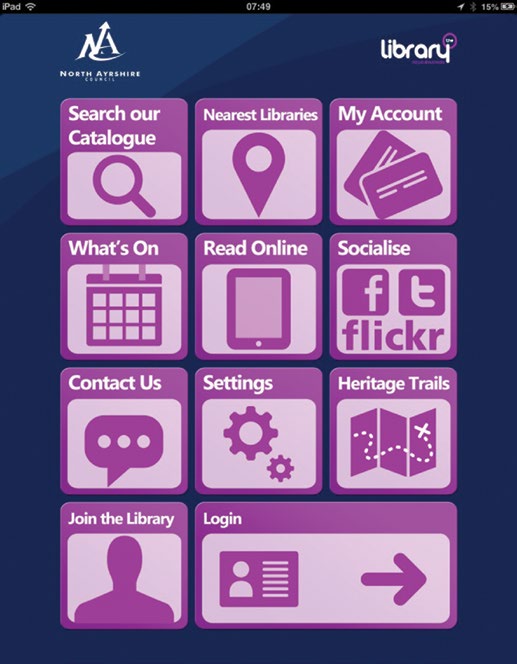 iPad 07:49 15%
NORTH AYRSHIRE
COUNCIL
the
library
Search our
Catalogue
Nearest Libraries
My Account
What's On
Read Online
Socialise
f t
flickr
Contact Us
Settings
Heritage Trails
Join the Library
Login